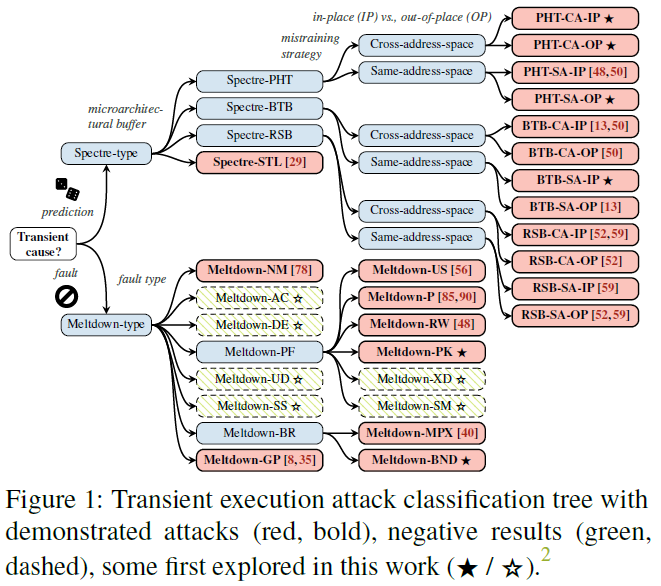 in-place (IP) vs., out-of-place (OP)
mistraining
strategy
microarchitec-
tural buffer
prediction
Transient
cause?
fault
fault type
Spectre-type
Meltdown-type
Spectre-PHT
Spectre-BTB
Spectre-RSB
Spectre-STL [29]
Cross-address-space
Same-address-space
Cross-address-space
Same-address-space
Cross-address-space
Same-address-space
PHT-CA-IP ★
PHT-CA-OP ★
PHT-SA-IP [48,50]
PHT-SA-OP ★
BTB-CA-IP [13,50]
BTB-CA-OP [50]
BTB-SA-IP ★
BTB-SA-OP [13]
RSB-CA-IP [52,59]
RSB-CA-OP [52]
RSB-SA-IP [59]
RSB-SA-OP [52,59]
Meltdown-NM [78]
Meltdown-AC ☆
Meltdown-DE ☆
Meltdown-PF
Meltdown-UD ☆
Meltdown-SS ☆
Meltdown-BR
Meltdown-GP [8,35]
Meltdown-US [56]
Meltdown-P [85,90]
Meltdown-RW [48]
Meltdown-PK ★
Meltdown-XD ☆
Meltdown-SM ☆
Meltdown-MPX [40]
Meltdown-BND ★
Figure 1: Transient execution attack classification tree with
demonstrated attacks (red, bold), negative results (green,
dashed), some first explored in this work (★ / ☆).2